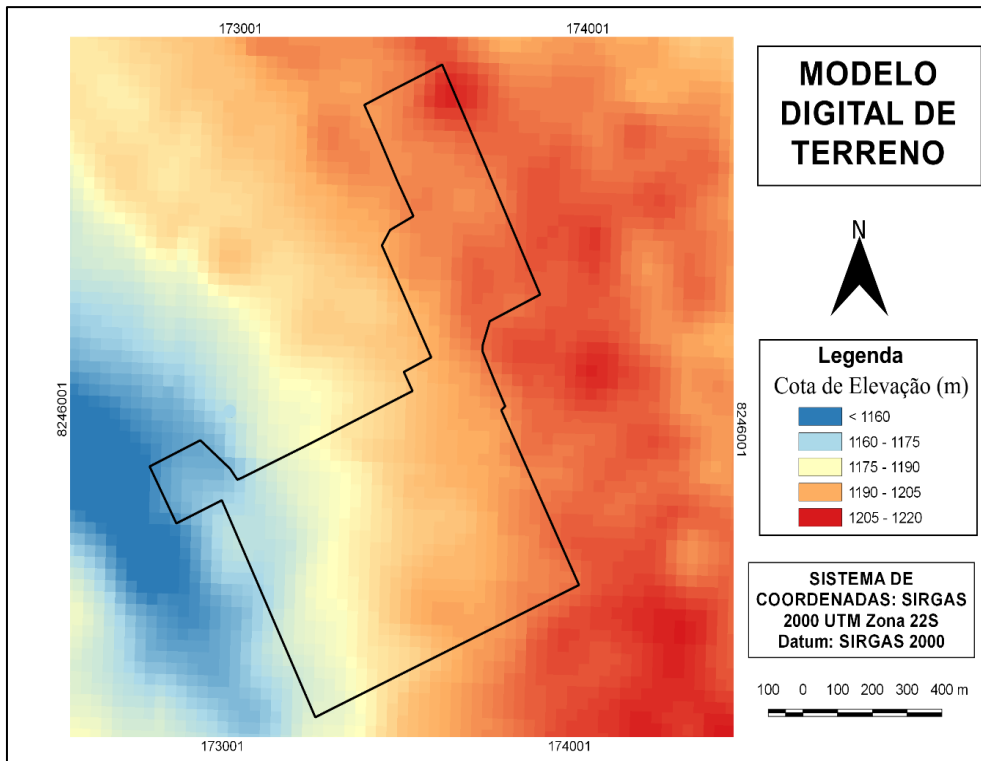 173001
174001
MODELO
DIGITAL DE
TERRENO
N
Legenda
Cota de Elevação (m)
< 1160
1160 - 1175
1175 - 1190
1190 - 1205
1205 - 1220
8246001
8246001
SISTEMA DE
COORDENADAS: SIRGAS
2000 UTM Zona 22S
Datum: SIRGAS 2000
100 0 100 200 300 400 m
173001
174001